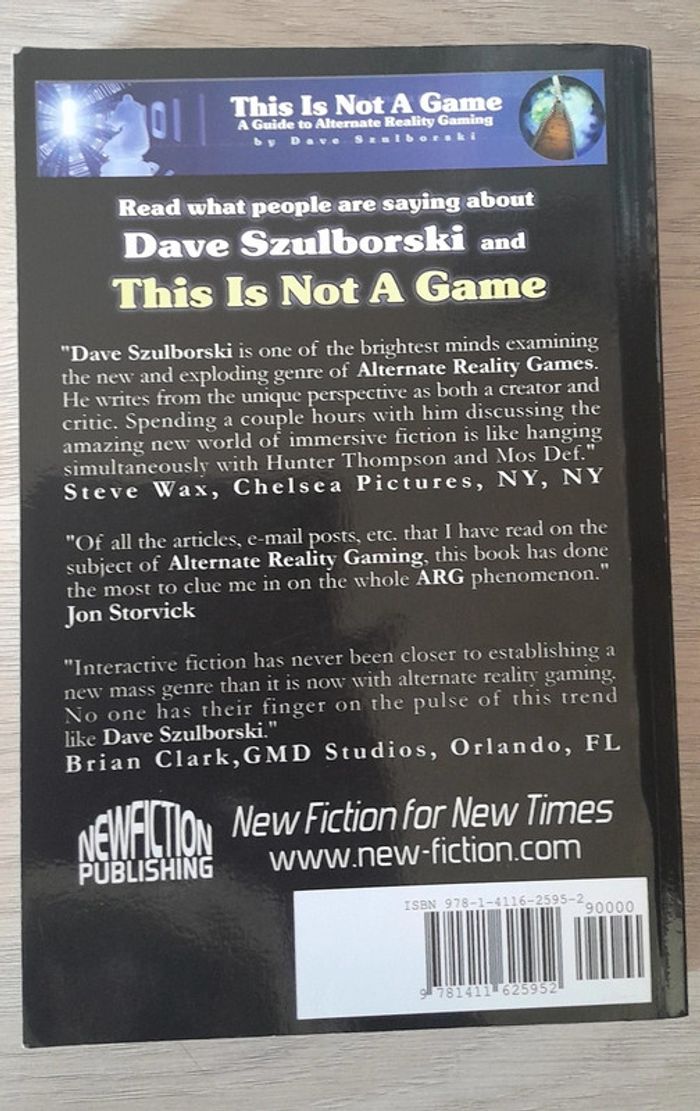 This Is Not A Game
A Guide to Alternate Reality Gaming
by Dave Szulborski
Read what people are saying about
Dave Szulborski and
This Is Not A Game
"Dave Szulborski is one of the brightest minds examining
the new and exploding genre of Alternate Reality Games.
He writes from the unique perspective as both a creator and
critic. Spending a couple hours with him discussing the
amazing new world of immersive fiction is like hanging
simultaneously with Hunter Thompson and Mos Def."
Steve Wax, Chelsea Pictures, NY, NY
"Of all the articles, e-mail posts, etc. that I have read on the
subject of Alternate Reality Gaming, this book has done
the most to clue me in on the whole ARG phenomenon."
Jon Storvick
"Interactive fiction has never been closer to establishing a
new mass genre than it is now with alternate reality gaming.
No one has their finger on the pulse of this trend
like Dave Szulborski."
Brian Clark,GMD Studios, Orlando, FL
NEWFICTION
PUBLISHING
New Fiction for New Times
www.new-fiction.com
ISBN 978-1-4116-2595-2
90000
9 781411 625952